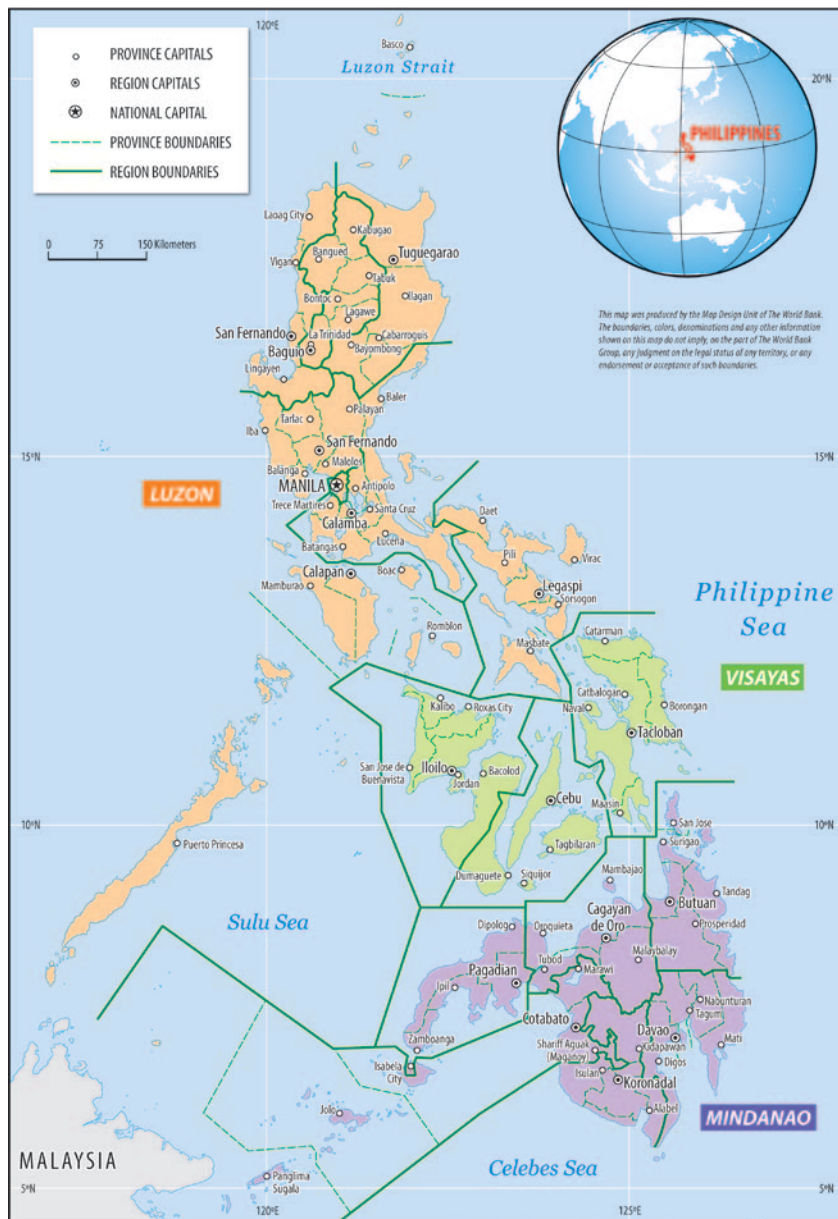 120°E
PROVINCE CAPITALS
REGION CAPITALS
NATIONAL CAPITAL
PROVINCE BOUNDARIES
REGION BOUNDARIES
0 75 150 Kilometers
Basco
Luzon Strait
20°N
PHILIPPINES
This map was produced by the Map Design Unit of The World Bank.
The boundaries, colors, denominations and any other information
shown on this map do not imply, on the part of The World Bank
Group, any judgment on the legal status of any territory, or any
endorsement or acceptance of such boundaries.
Laoag City
Kabugao
Bangued
Tuguegarao
Vigan
Tabuk
Bontoc
Ilagan
Lagawe
San Fernando
La Trinidad
Cabarroguis
Baguio
Bayombong
Lingayen
Baler
Palayan
Tarlac
Iba
San Fernando
15°N
15°N
Malolos
Balanga
MANILA
Antipolo
LUZON
Trece Martires
Santa Cruz
Calamba
Daet
Lucena
Batangas
Pili
Virac
Calapan
Boac
Mamburao
Legaspi
Sorsogon
Philippine
Sea
Romblon
Masbate
Catarman
VISAYAS
Catbalogan
Kalibo
Roxas City
Naval
Borongan
Tacloban
San Jose de
Buenavista
Iloilo
Jordan
Bacolod
Cebu
Maasin
10°N
10°N
San Jose
Surigao
Puerto Princesa
Tagbilaran
Dumaguete
Siquijor
Mambajao
Tandag
Butuan
Sulu Sea
Dipolog
Oroquieta
Cagayan
de Oro
Prosperidad
Malaybalay
Tubod
Marawi
Pagadian
Ipil
Nabunturan
Tagum
Cotabato
Davao
Mati
Zamboanga
Shariff Aguak
(Maganoy)
Kidapawan
Digos
Isabela
City
Isulan
Koronadal
Jolo
Alabel
MINDANAO
MALAYSIA
Celebes Sea
Panglima
Sugala
5°N
5°N
120°E
125°E